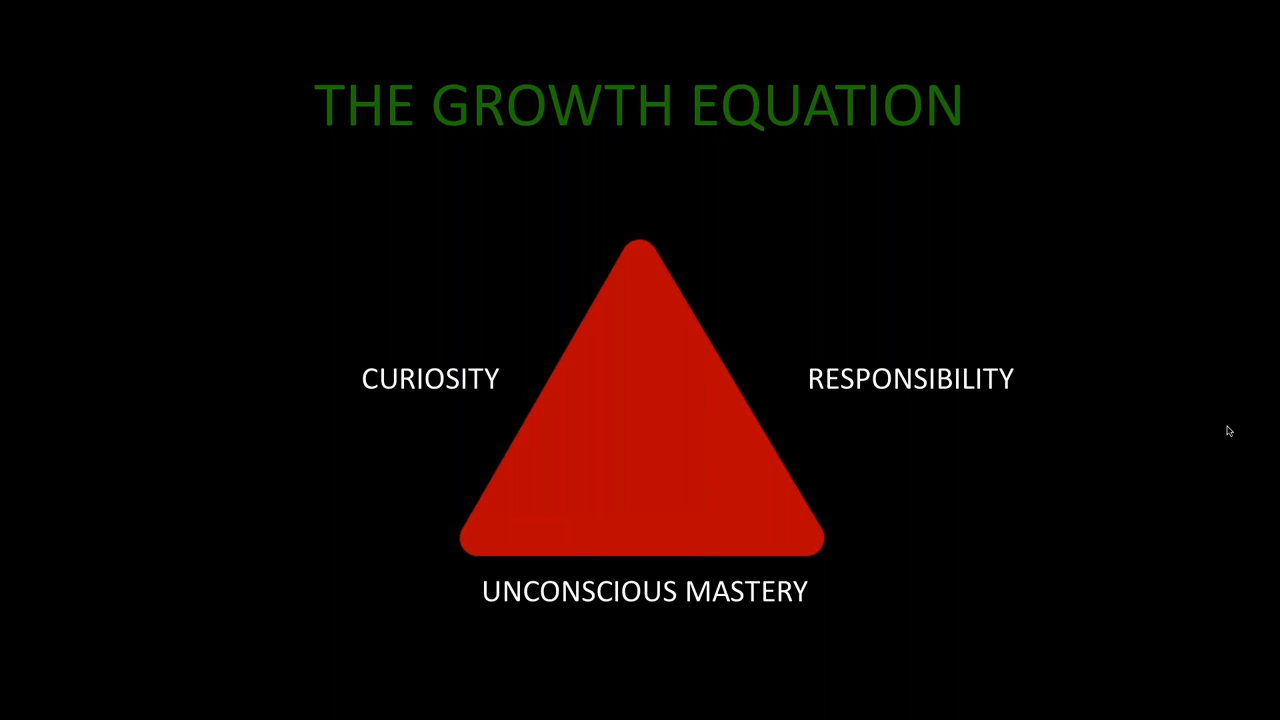 THE GROWTH EQUATION
CURIOSITY
RESPONSIBILITY
UNCONSCIOUS MASTERY